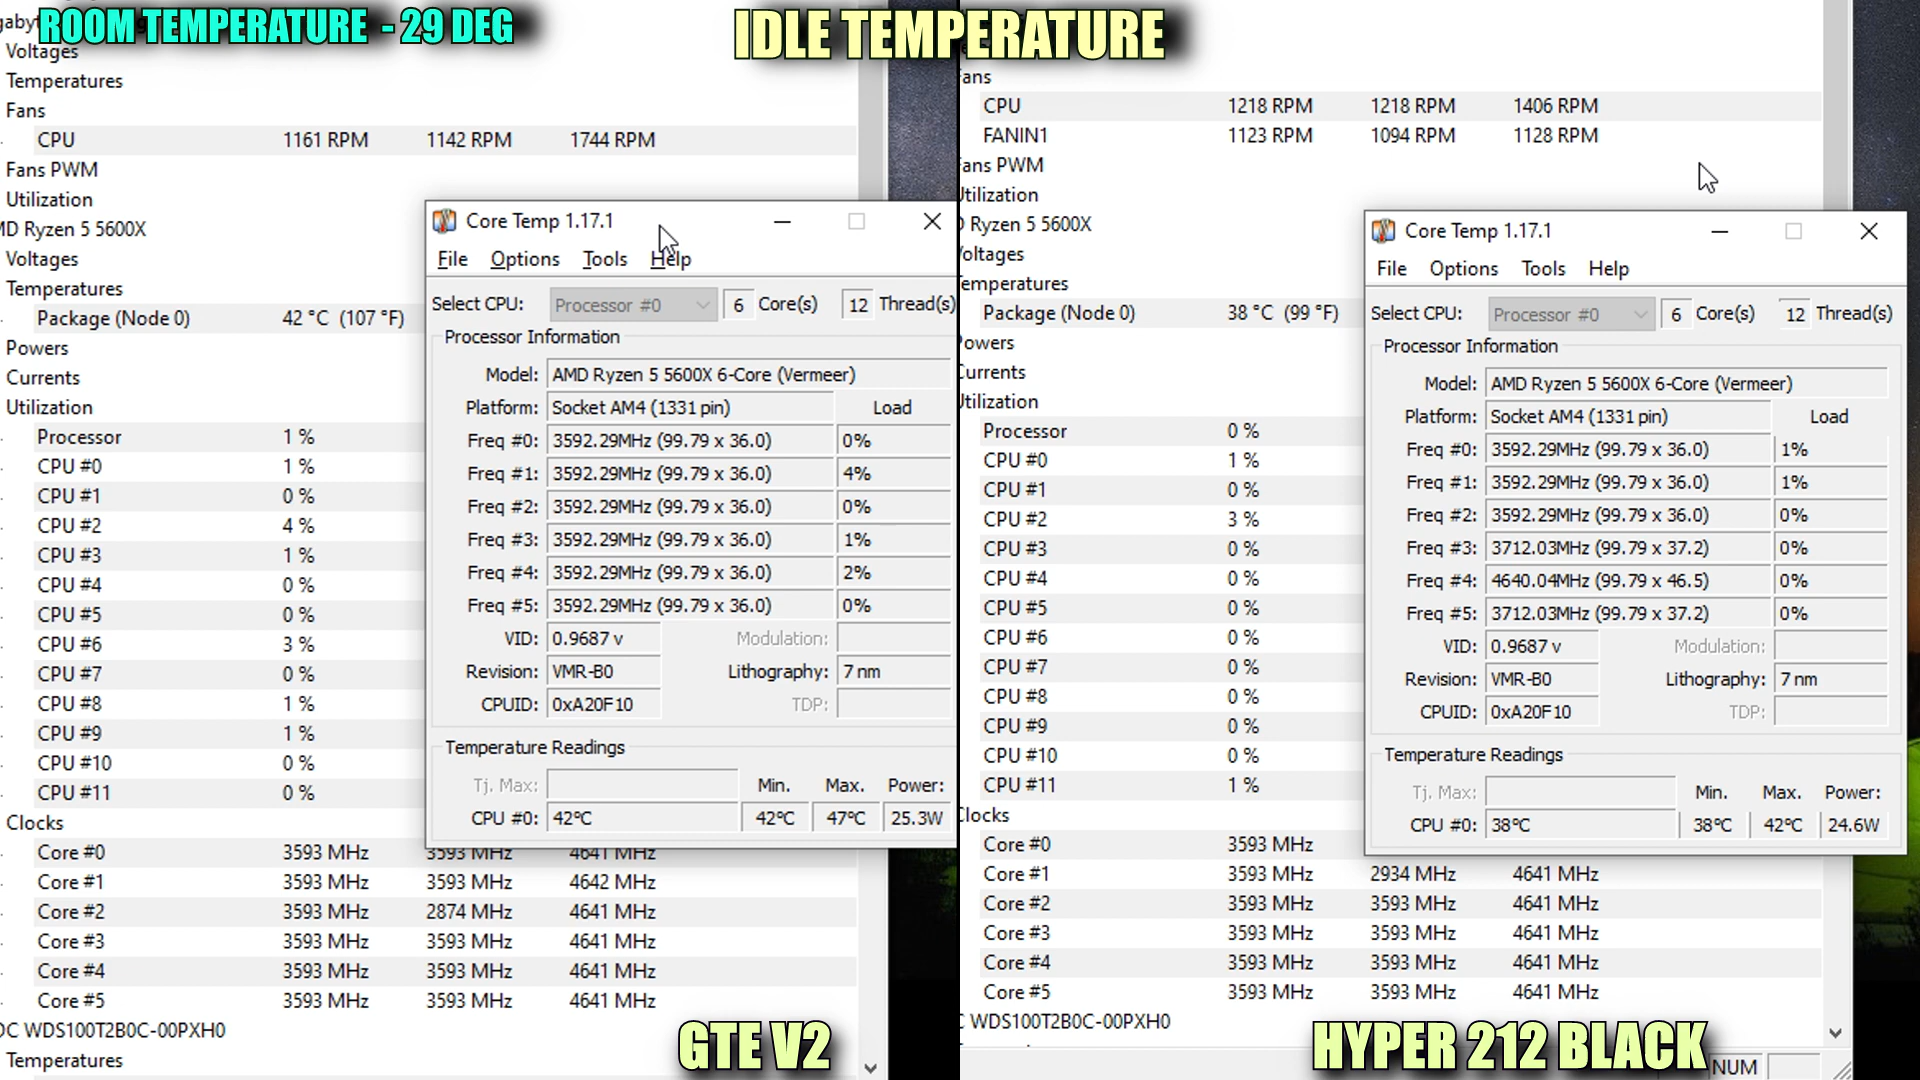 ROOM TEMPERATURE - 29 DEG
IDLE TEMPERATURE
Voltages
Temperatures
Fans
CPU 1161 RPM 1142 RPM 1744 RPM
Fans PWM
Utilization
MD Ryzen 5 5600X
Voltages
Temperatures
Package (Node 0) 42 °C (107 °F)
Powers
Currents
Utilization
Processor 1 %
CPU #0 1 %
CPU #1 0 %
CPU #2 4 %
CPU #3 1 %
CPU #4 0 %
CPU #5 0 %
CPU #6 3 %
CPU #7 0 %
CPU #8 1 %
CPU #9 1 %
CPU #10 0 %
CPU #11 0 %
Clocks
Core #0 3593 MHz 3593 MHz 4641 MHz
Core #1 3593 MHz 3593 MHz 4642 MHz
Core #2 3593 MHz 2874 MHz 4641 MHz
Core #3 3593 MHz 3593 MHz 4641 MHz
Core #4 3593 MHz 3593 MHz 4641 MHz
Core #5 3593 MHz 3593 MHz 4641 MHz
DC WDS100T2B0C-00PXH0
Temperatures
Core Temp 1.17.1
File Options Tools Help
Select CPU: Processor #0 6 Core(s) 12 Thread(s)
Processor Information
Model: AMD Ryzen 5 5600X 6-Core (Vermeer)
Platform: Socket AM4 (1331 pin) Load
Freq #0: 3592.29MHz (99.79 x 36.0) 0%
Freq #1: 3592.29MHz (99.79 x 36.0) 4%
Freq #2: 3592.29MHz (99.79 x 36.0) 0%
Freq #3: 3592.29MHz (99.79 x 36.0) 1%
Freq #4: 3592.29MHz (99.79 x 36.0) 2%
Freq #5: 3592.29MHz (99.79 x 36.0) 0%
VID: 0.9687 v Modulation:
Revision: VMR-B0 Lithography: 7 nm
CPUID: 0xA20F10 TDP:
Temperature Readings
Tj. Max: Min. Max. Power:
CPU #0: 42°C 42°C 47°C 25.3W
GTE V2
Fans
CPU 1218 RPM 1218 RPM 1406 RPM
FANIN1 1123 RPM 1094 RPM 1128 RPM
Fans PWM
Utilization
D Ryzen 5 5600X
Voltages
Temperatures
Package (Node 0) 38 °C (99 °F)
Powers
Currents
Utilization
Processor 0 %
CPU #0 1 %
CPU #1 0 %
CPU #2 3 %
CPU #3 0 %
CPU #4 0 %
CPU #5 0 %
CPU #6 0 %
CPU #7 0 %
CPU #8 0 %
CPU #9 0 %
CPU #10 0 %
CPU #11 1 %
Clocks
Core #0 3593 MHz
Core #1 3593 MHz 2934 MHz 4641 MHz
Core #2 3593 MHz 3593 MHz 4641 MHz
Core #3 3593 MHz 3593 MHz 4641 MHz
Core #4 3593 MHz 3593 MHz 4641 MHz
Core #5 3593 MHz 3593 MHz 4641 MHz
C WDS100T2B0C-00PXH0
Core Temp 1.17.1
File Options Tools Help
Select CPU: Processor #0 6 Core(s) 12 Thread(s)
Processor Information
Model: AMD Ryzen 5 5600X 6-Core (Vermeer)
Platform: Socket AM4 (1331 pin) Load
Freq #0: 3592.29MHz (99.79 x 36.0) 1%
Freq #1: 3592.29MHz (99.79 x 36.0) 1%
Freq #2: 3592.29MHz (99.79 x 36.0) 0%
Freq #3: 3712.03MHz (99.79 x 37.2) 0%
Freq #4: 4640.04MHz (99.79 x 46.5) 0%
Freq #5: 3712.03MHz (99.79 x 37.2) 0%
VID: 0.9687 v Modulation:
Revision: VMR-B0 Lithography: 7 nm
CPUID: 0xA20F10 TDP:
Temperature Readings
Tj. Max: Min. Max. Power:
CPU #0: 38°C 38°C 42°C 24.6W
HYPER 212 BLACK
NUM